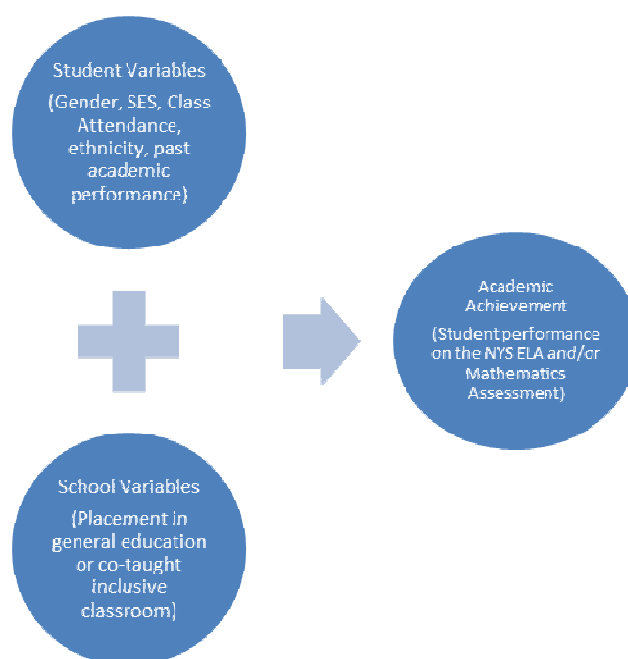 Student Variables
(Gender, SES, Class
Attendance,
ethnicity, past
academic
performance)
Academic
Achievement
(Student performance
on the NYS ELA and/or
Mathematics
Assessment)
School Variables
(Placement in
general education
or co-taught
inclusive
classroom)